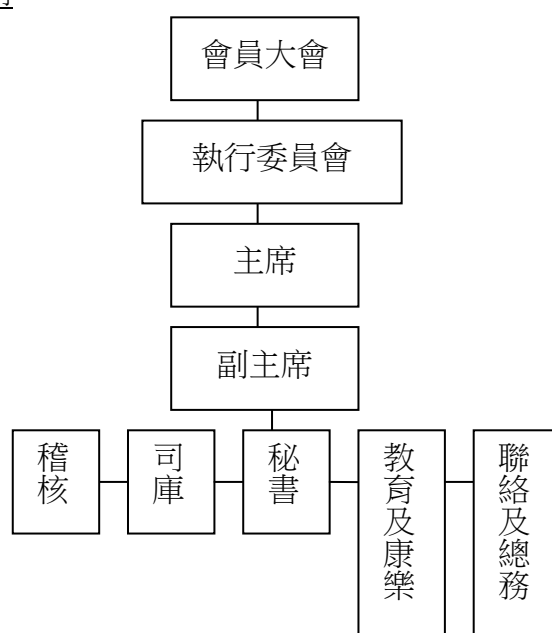 會員大會
執行委員會
主席
副主席
稽核
司庫
秘書
教育及康樂
聯絡及總務